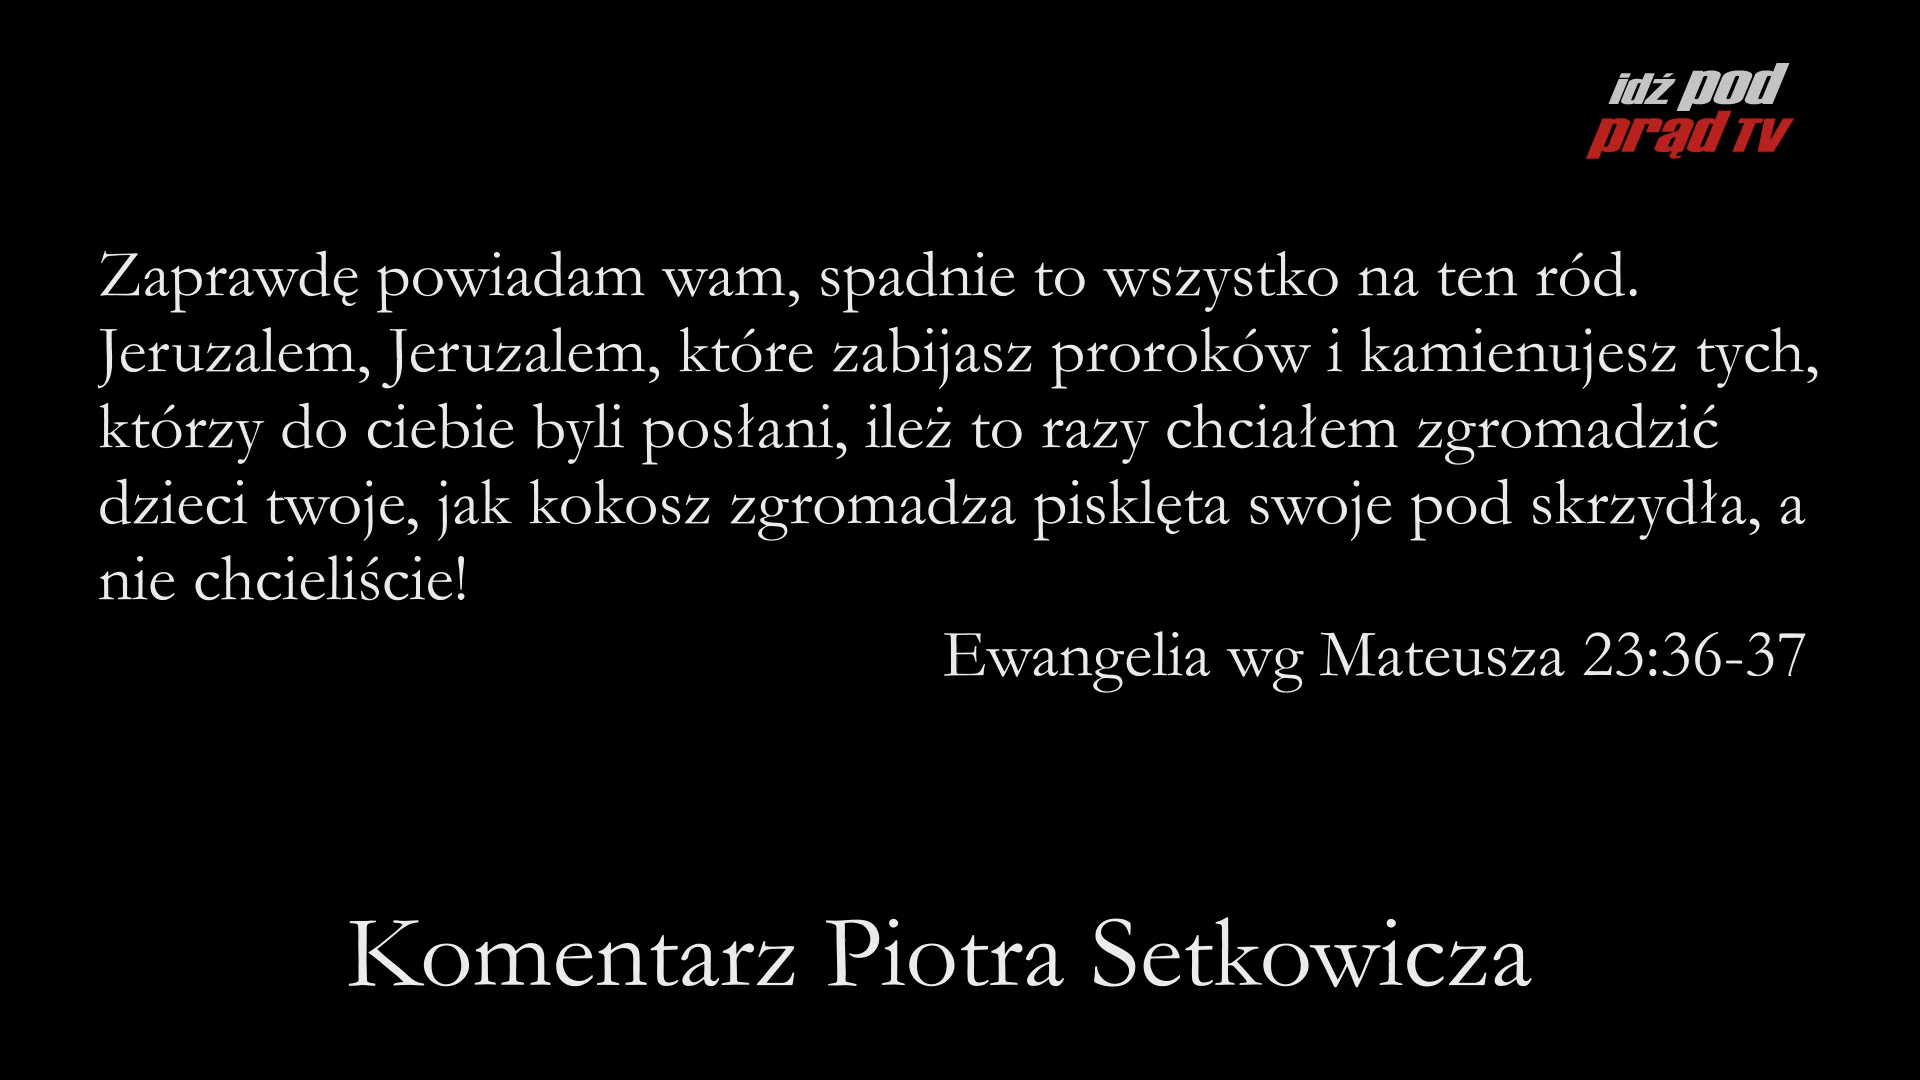 idź pod
prąd TV
Zaprawdę powiadam wam, spadnie to wszystko na ten ród.
Jeruzalem, Jeruzalem, które zabijasz proroków i kamienujesz tych,
którzy do ciebie byli posłani, ileż to razy chciałem zgromadzić
dzieci twoje, jak kokosz zgromadza pisklęta swoje pod skrzydła, a
nie chcieliście!
Ewangelia wg Mateusza 23:36-37
Komentarz Piotra Setkowicza